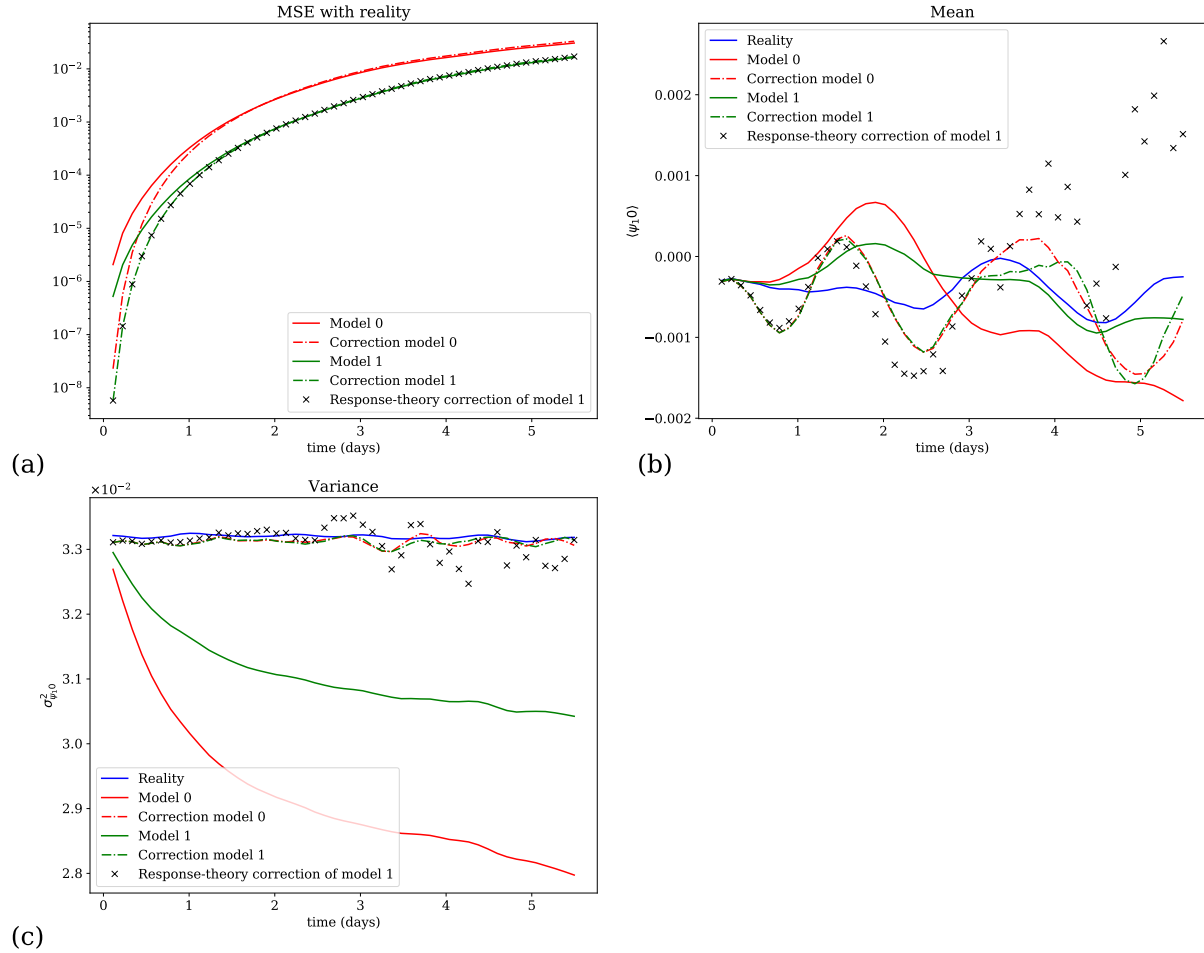 MSE with reality
10⁻²
10⁻³
10⁻⁴
10⁻⁵
10⁻⁶
10⁻⁷
10⁻⁸
Model 0
Correction model 0
Model 1
Correction model 1
Response-theory correction of model 1
0 1 2 3 4 5
time (days)
(a)
Mean
0.002
0.001
0.000
−0.001
−0.002
⟨ψ₁0⟩
Reality
Model 0
Correction model 0
Model 1
Correction model 1
Response-theory correction of model 1
0 1 2 3 4 5
time (days)
(b)
×10⁻²
Variance
3.3
3.2
3.1
3.0
2.9
2.8
σ²ψ₁0
Reality
Model 0
Correction model 0
Model 1
Correction model 1
Response-theory correction of model 1
0 1 2 3 4 5
time (days)
(c)